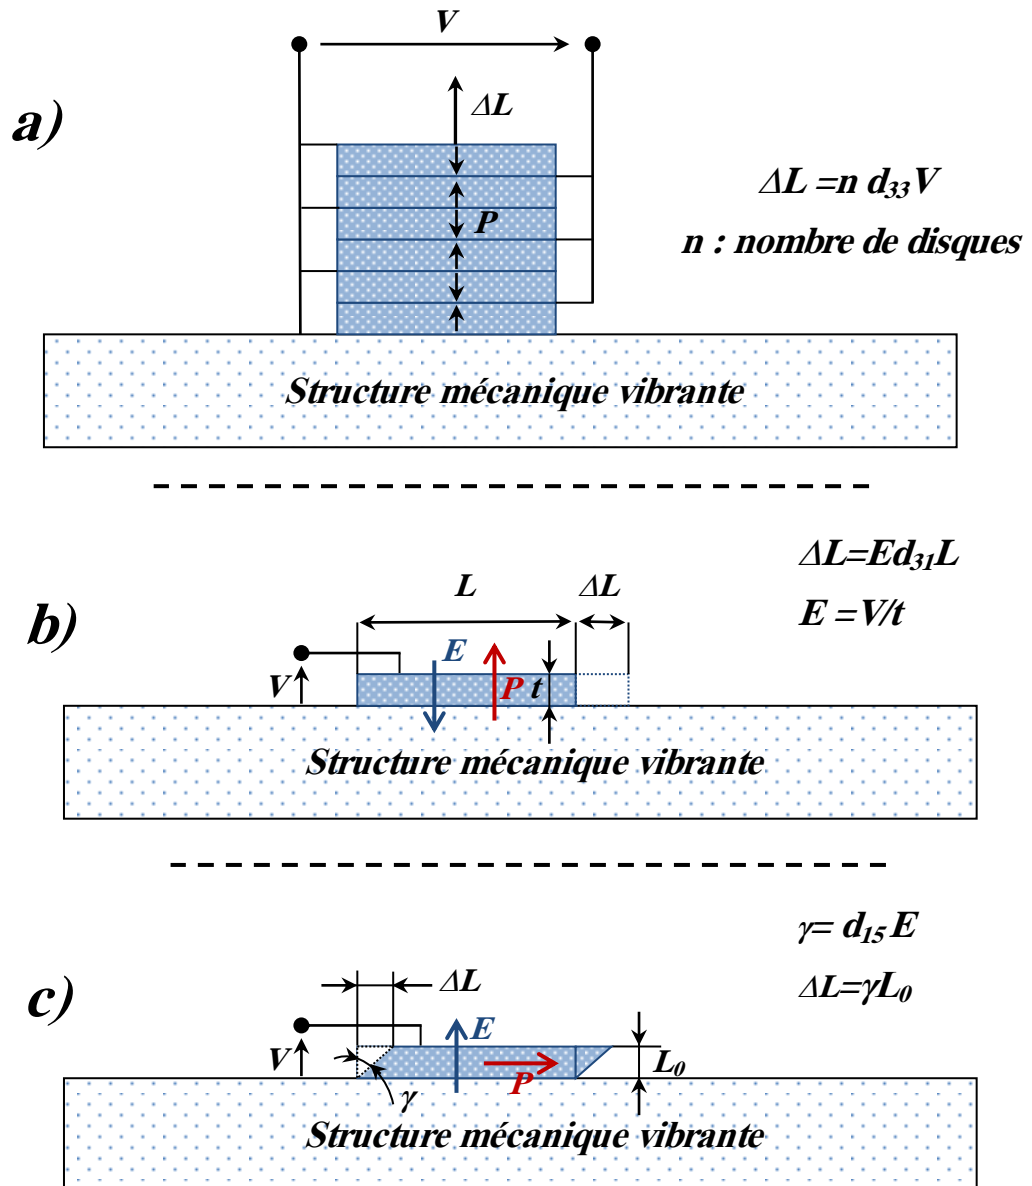 V
a)
ΔL
ΔL =n d₃₃V
P
n : nombre de disques
Structure mécanique vibrante
ΔL=Ed₃₁L
L
ΔL
E =V/t
b)
E
V
P
t
Structure mécanique vibrante
γ= d₁₅E
ΔL
ΔL=γL₀
c)
E
V
L₀
P
γ
Structure mécanique vibrante